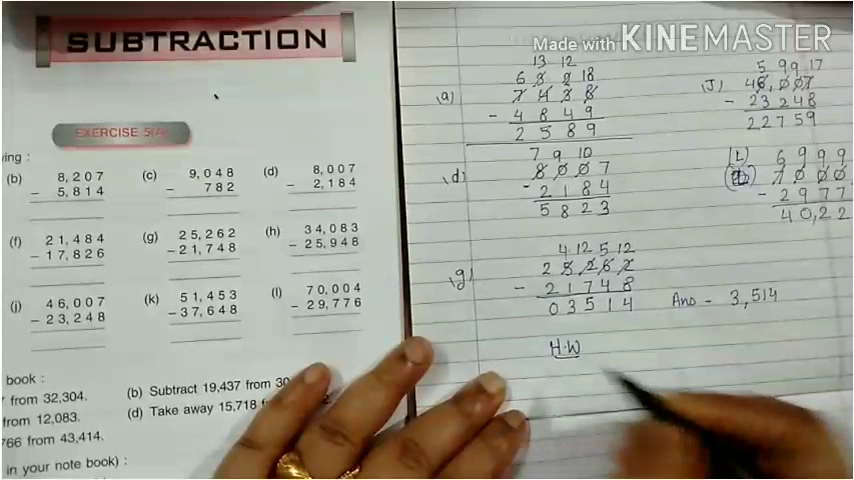 SUBTRACTION
EXERCISE 5(A)
ving :
(b) 8,207
− 5,814
(c) 9,048
− 782
(d) 8,007
− 2,184
(f) 21,484
− 17,826
(g) 25,262
− 21,748
(h) 34,083
− 25,948
(j) 46,007
− 23,248
(k) 51,453
− 37,648
(l) 70,004
− 29,776
book :
from 32,304.
(b) Subtract 19,437 from 30
from 12,083.
(d) Take away 15,718 f
766 from 43,414.
in your note book) :
Made with KINEMASTER
13 12
6 3 2 18
(a) 7 4 3 8
- 4 8 4 9
2 5 8 9
7 9 10
(d) 8 0 0 7
- 2 1 8 4
5 8 2 3
4 12 5 12
(g) 2 5 2 6 2
- 2 1 7 4 8
0 3 5 1 4
Ans - 3,514
H.W
5 9 9 17
(J) 46,007
- 23248
22759
(L) 6 9 9 9
7 0 0 0
- 2 9 7 7
4 0,2 2